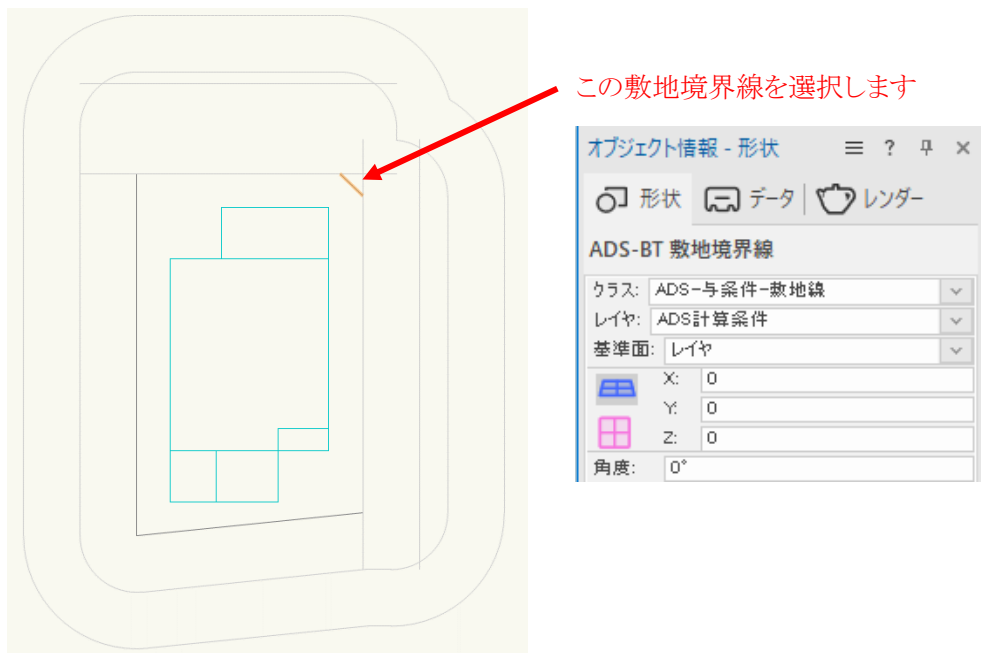 この敷地境界線を選択します
オブジェクト情報 - 形状 ?
形状 データ レンダー
ADS-BT 敷地境界線
クラス: ADS-与条件-敷地線
レイヤ: ADS計算条件
基準面: レイヤ
X: 0
Y: 0
Z: 0
角度: 0°